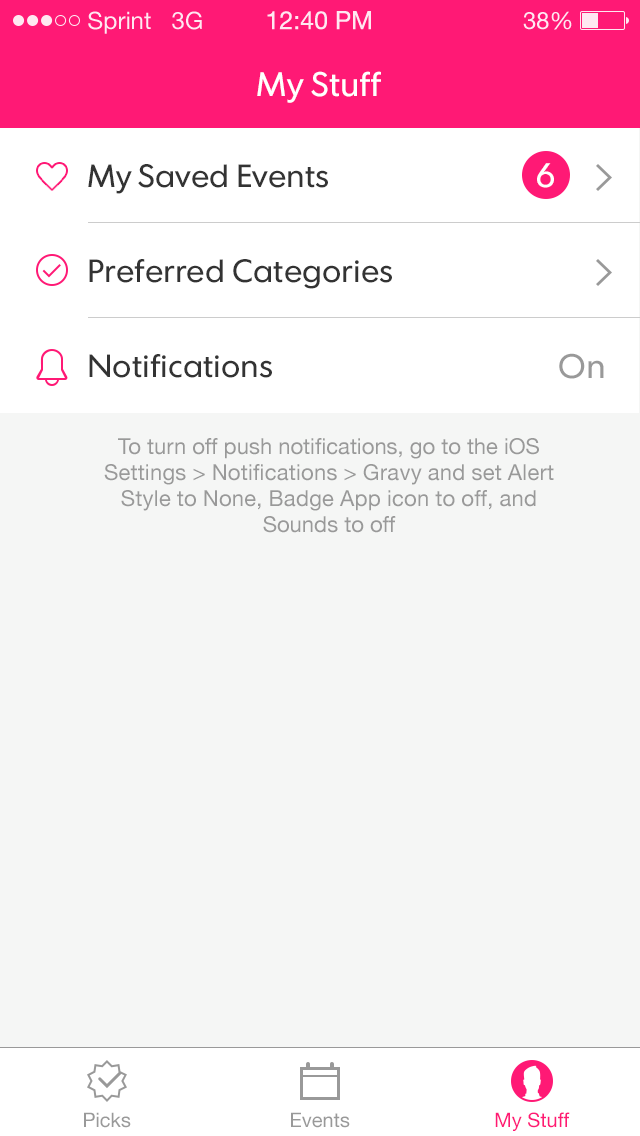 Sprint 3G 12:40 PM 38%
My Stuff
My Saved Events 6
Preferred Categories
Notifications On
To turn off push notifications, go to the iOS
Settings > Notifications > Gravy and set Alert
Style to None, Badge App icon to off, and
Sounds to off
Picks Events My Stuff